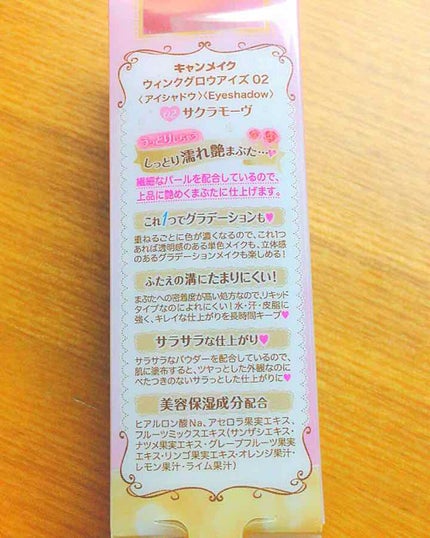 キャンメイク
ウィンクグロウアイズ 02
〈アイシャドウ〉〈Eyeshadow〉
02 サクラモーヴ
うっとりしちゃう
しっとり濡れ艶まぶた…
繊細なパールを配合しているので、
上品に艶めくまぶたに仕上げます。
これ1つでグラデーションも♥
重ねるごとに色が濃くなるので、これ1つ
あれば透明感のある単色メイクも、立体感
のあるグラデーションメイクも楽しめる!
ふたえの溝にたまりにくい!
まぶたへの密着度が高い処方なので、リキッド
タイプなのによれにくい!水・汗・皮脂に
強く、キレイな仕上がりを長時間キープ♥
サラサラな仕上がり♥
サラサラなパウダーを配合しているので、
肌に塗布すると、ツヤっとした外観なのに
べたつきのないサラっとした仕上がりに♥
美容保湿成分配合
ヒアルロン酸Na、アセロラ果実エキス、
フルーツミックスエキス(サンザシエキス・
ナツメ果実エキス・グレープフルーツ果実
エキス・リンゴ果実エキス・オレンジ果汁・
レモン果汁・ライム果汁)